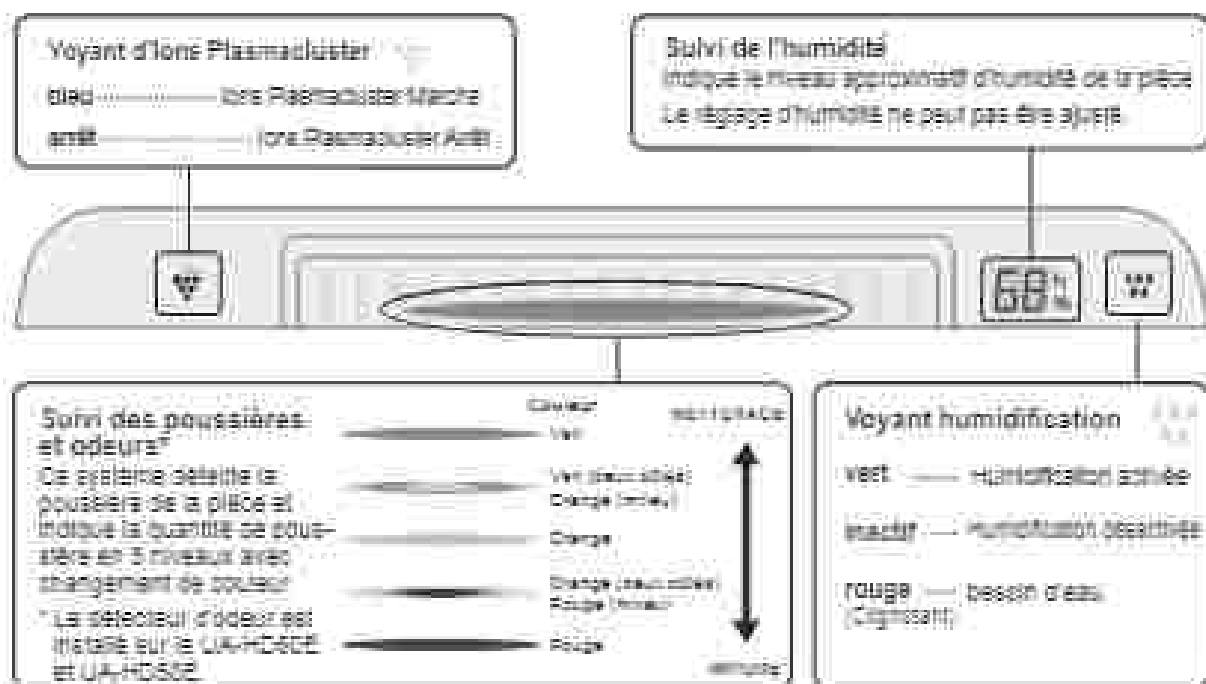 Voyant d'Ions Plasmacluster
bleu ............ Ions Plasmacluster Marche
arrêt ............ Ions Plasmacluster Arrêt
Suivi de l'humidité
Indique le niveau approximatif d'humidité de la pièce
Le réglage d'humidité ne peut pas être ajusté.
68 %
Suivi des poussières
et odeurs*
Ce système détecte la
poussière de la pièce et
indique la quantité de pous-
sière en 5 niveaux avec
changement de couleur
* Le détecteur d'odeur est
installé sur le UA-HD60E
et UA-HD50E
Couleur
Vert
Vert (deux côtés)
Orange (milieu)
Orange
Orange (deux côtés)
Rouge (milieu)
Rouge
Voyant humidification
vert ...... Humidification activée
inactif ...... Humidification désactivée
rouge ...... besoin d'eau
(Clignotant)